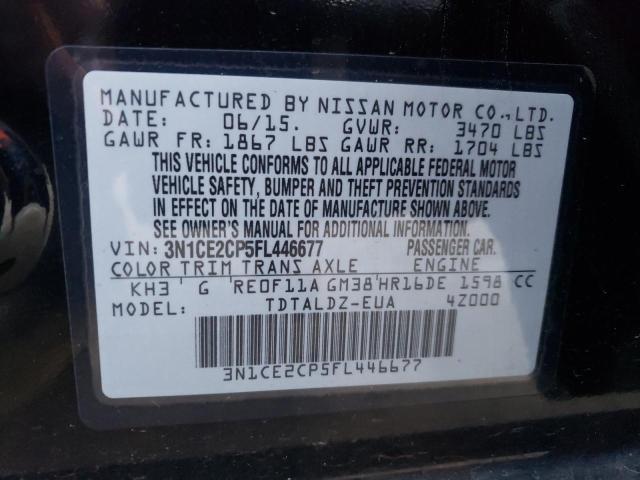 MANUFACTURED BY NISSAN MOTOR CO., LTD.
DATE: 06/15. GVWR: 3470 LBS
GAWR FR: 1867 LBS GAWR RR: 1704 LBS
THIS VEHICLE CONFORMS TO ALL APPLICABLE FEDERAL MOTOR
VEHICLE SAFETY, BUMPER AND THEFT PREVENTION STANDARDS
IN EFFECT ON THE DATE OF MANUFACTURE SHOWN ABOVE.
SEE OWNER'S MANUAL FOR ADDITIONAL INFORMATION.
VIN: 3N1CE2CP5FL446677 PASSENGER CAR.
COLOR TRIM TRANS AXLE ENGINE
KH3 G RE0F11A GM38 HR16DE 1598 CC
MODEL: TDTALDZ-EUA 4Z000
3N1CE2CP5FL446677